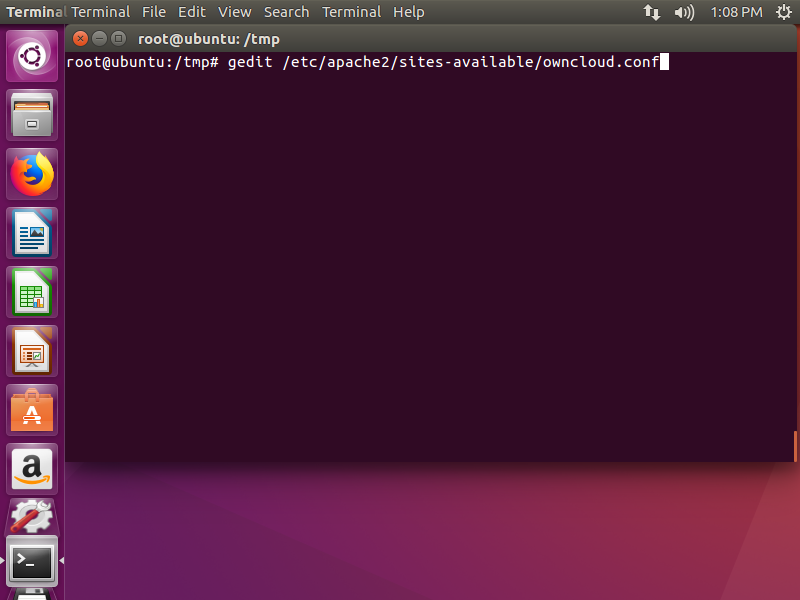 Terminal Terminal File Edit View Search Terminal Help 1:08 PM
root@ubuntu: /tmp
root@ubuntu:/tmp# gedit /etc/apache2/sites-available/owncloud.conf
A
a
>_